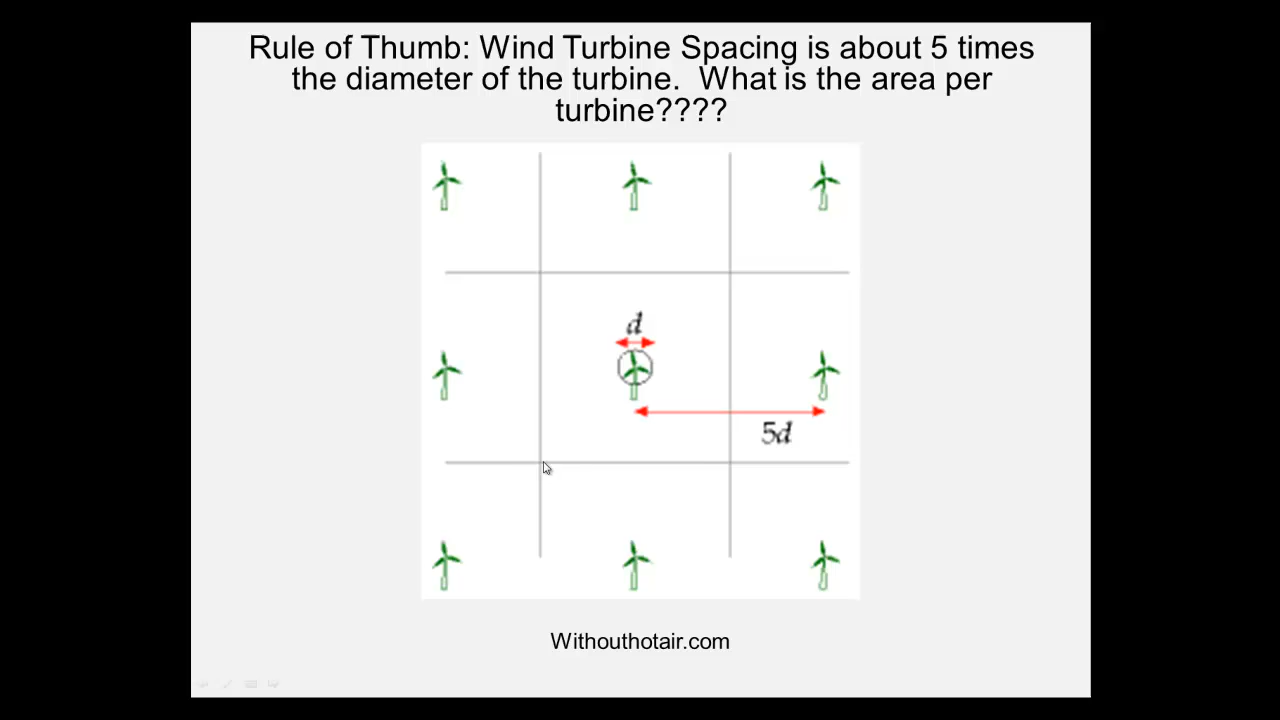 Rule of Thumb: Wind Turbine Spacing is about 5 times
the diameter of the turbine.  What is the area per
turbine????
d
5d
Withouthotair.com